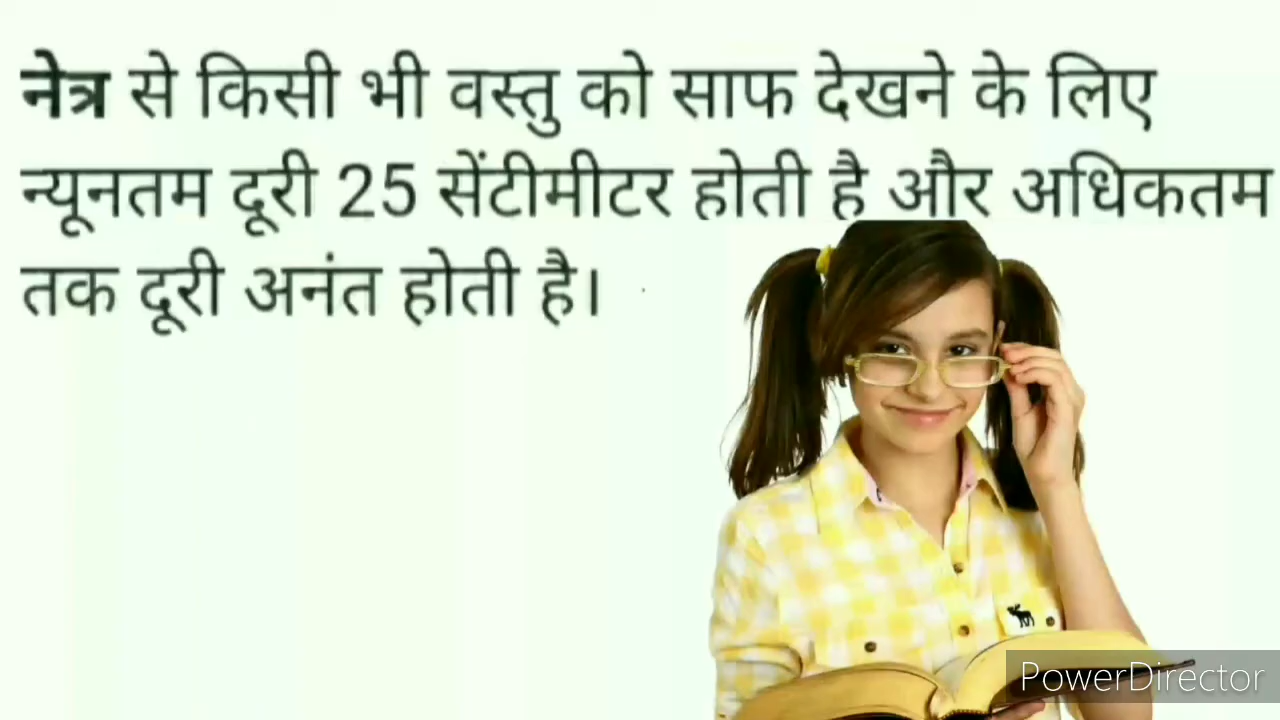 नेत्र से किसी भी वस्तु को साफ देखने के लिए
न्यूनतम दूरी 25 सेंटीमीटर होती है और अधिकतम
तक दूरी अनंत होती है।
PowerDirector